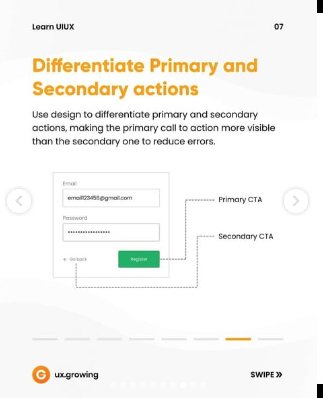 Learn UIUX
07
Differentiate Primary and
Secondary actions
Use design to differentiate primary and secondary
actions, making the primary call to action more visible
than the secondary one to reduce errors.
Email
email123456@gmail.com
Primary CTA
Password
••••••••••••••••
Secondary CTA
Go back
Register
G
ux.growing
SWIPE »